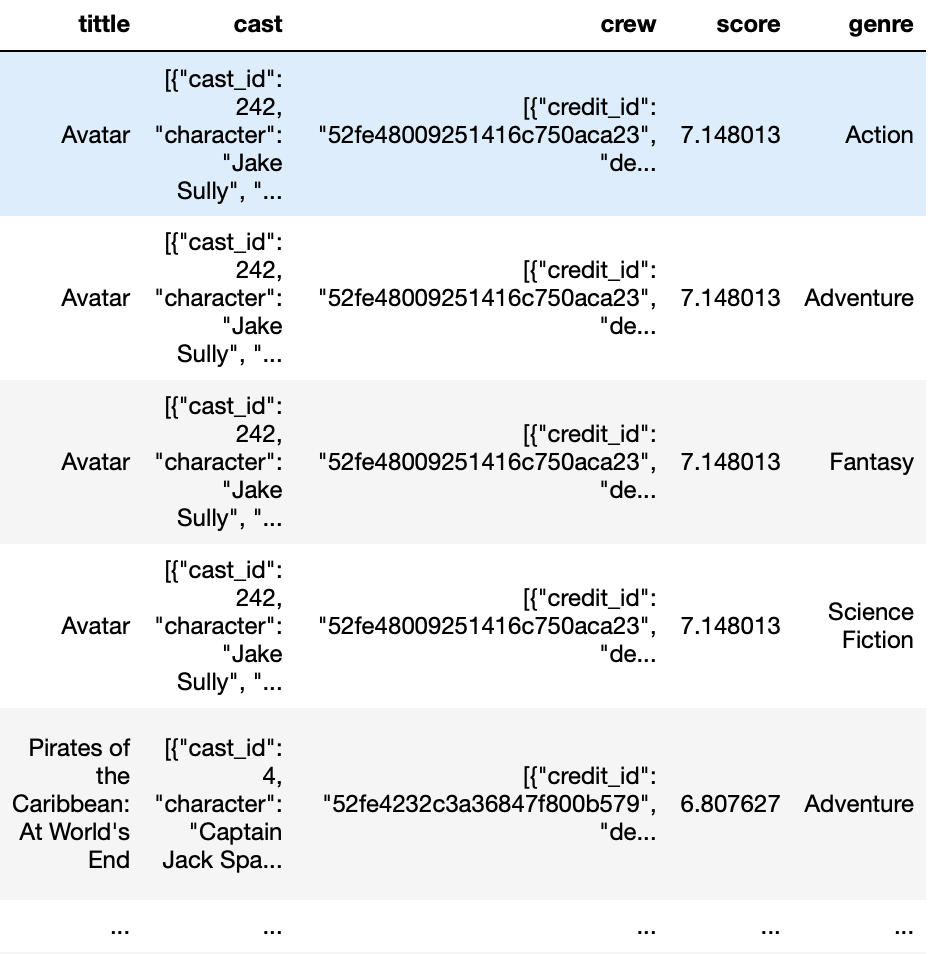 tittle cast crew score genre
[{"cast_id":
242, [{"credit_id":
Avatar "character": "52fe48009251416c750aca23", 7.148013 Action
"Jake "de...
Sully", "...
[{"cast_id":
242, [{"credit_id":
Avatar "character": "52fe48009251416c750aca23", 7.148013 Adventure
"Jake "de...
Sully", "...
[{"cast_id":
242, [{"credit_id":
Avatar "character": "52fe48009251416c750aca23", 7.148013 Fantasy
"Jake "de...
Sully", "...
[{"cast_id":
242, [{"credit_id":
Avatar "character": "52fe48009251416c750aca23", 7.148013 Science Fiction
"Jake "de...
Sully", "...
Pirates of [{"cast_id":
the 4, [{"credit_id":
Caribbean: "character": "52fe4232c3a36847f800b579", 6.807627 Adventure
At World's "Captain "de...
End Jack Spa...
... ... ... ... ...